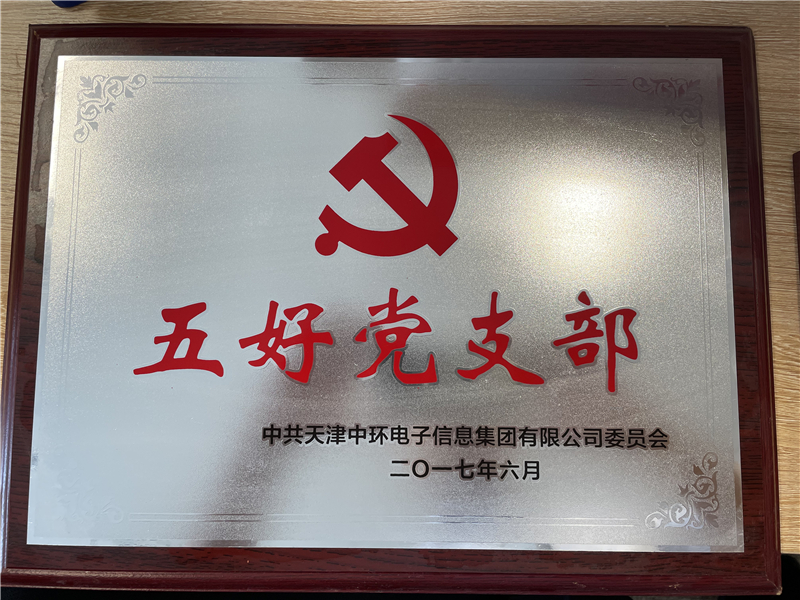 五好党支部
中共天津中环电子信息集团有限公司委员会
二〇一七年六月